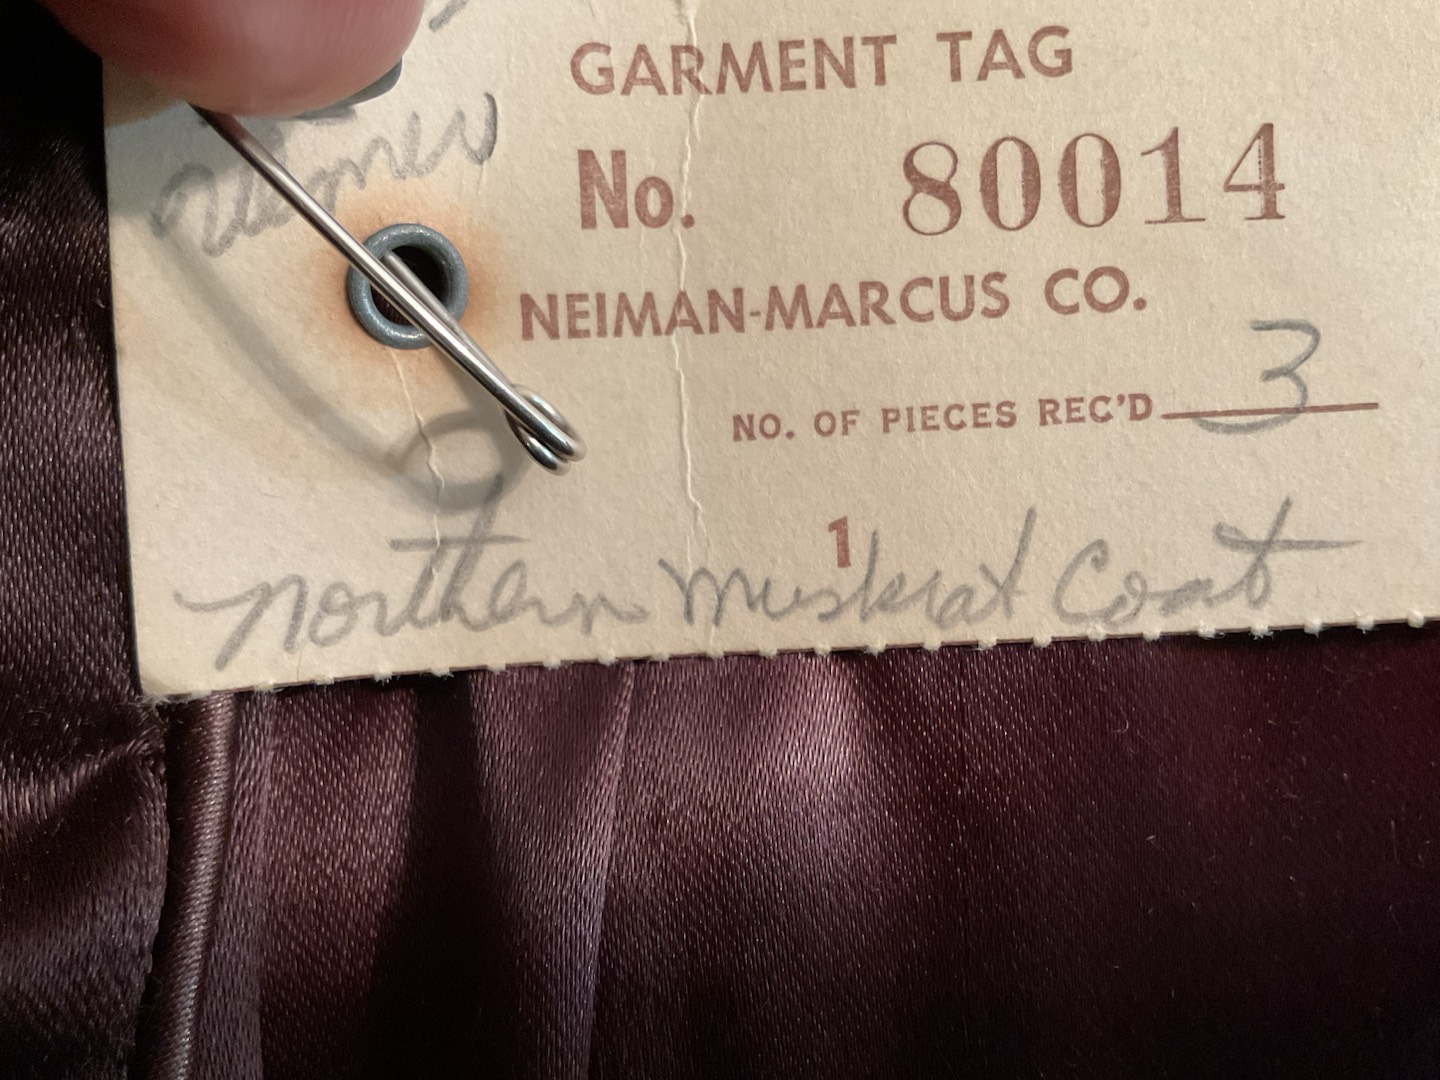 GARMENT TAG
No. 80014
NEIMAN-MARCUS CO.
NO. OF PIECES REC'D 3
1
Northern Muskrat Coat